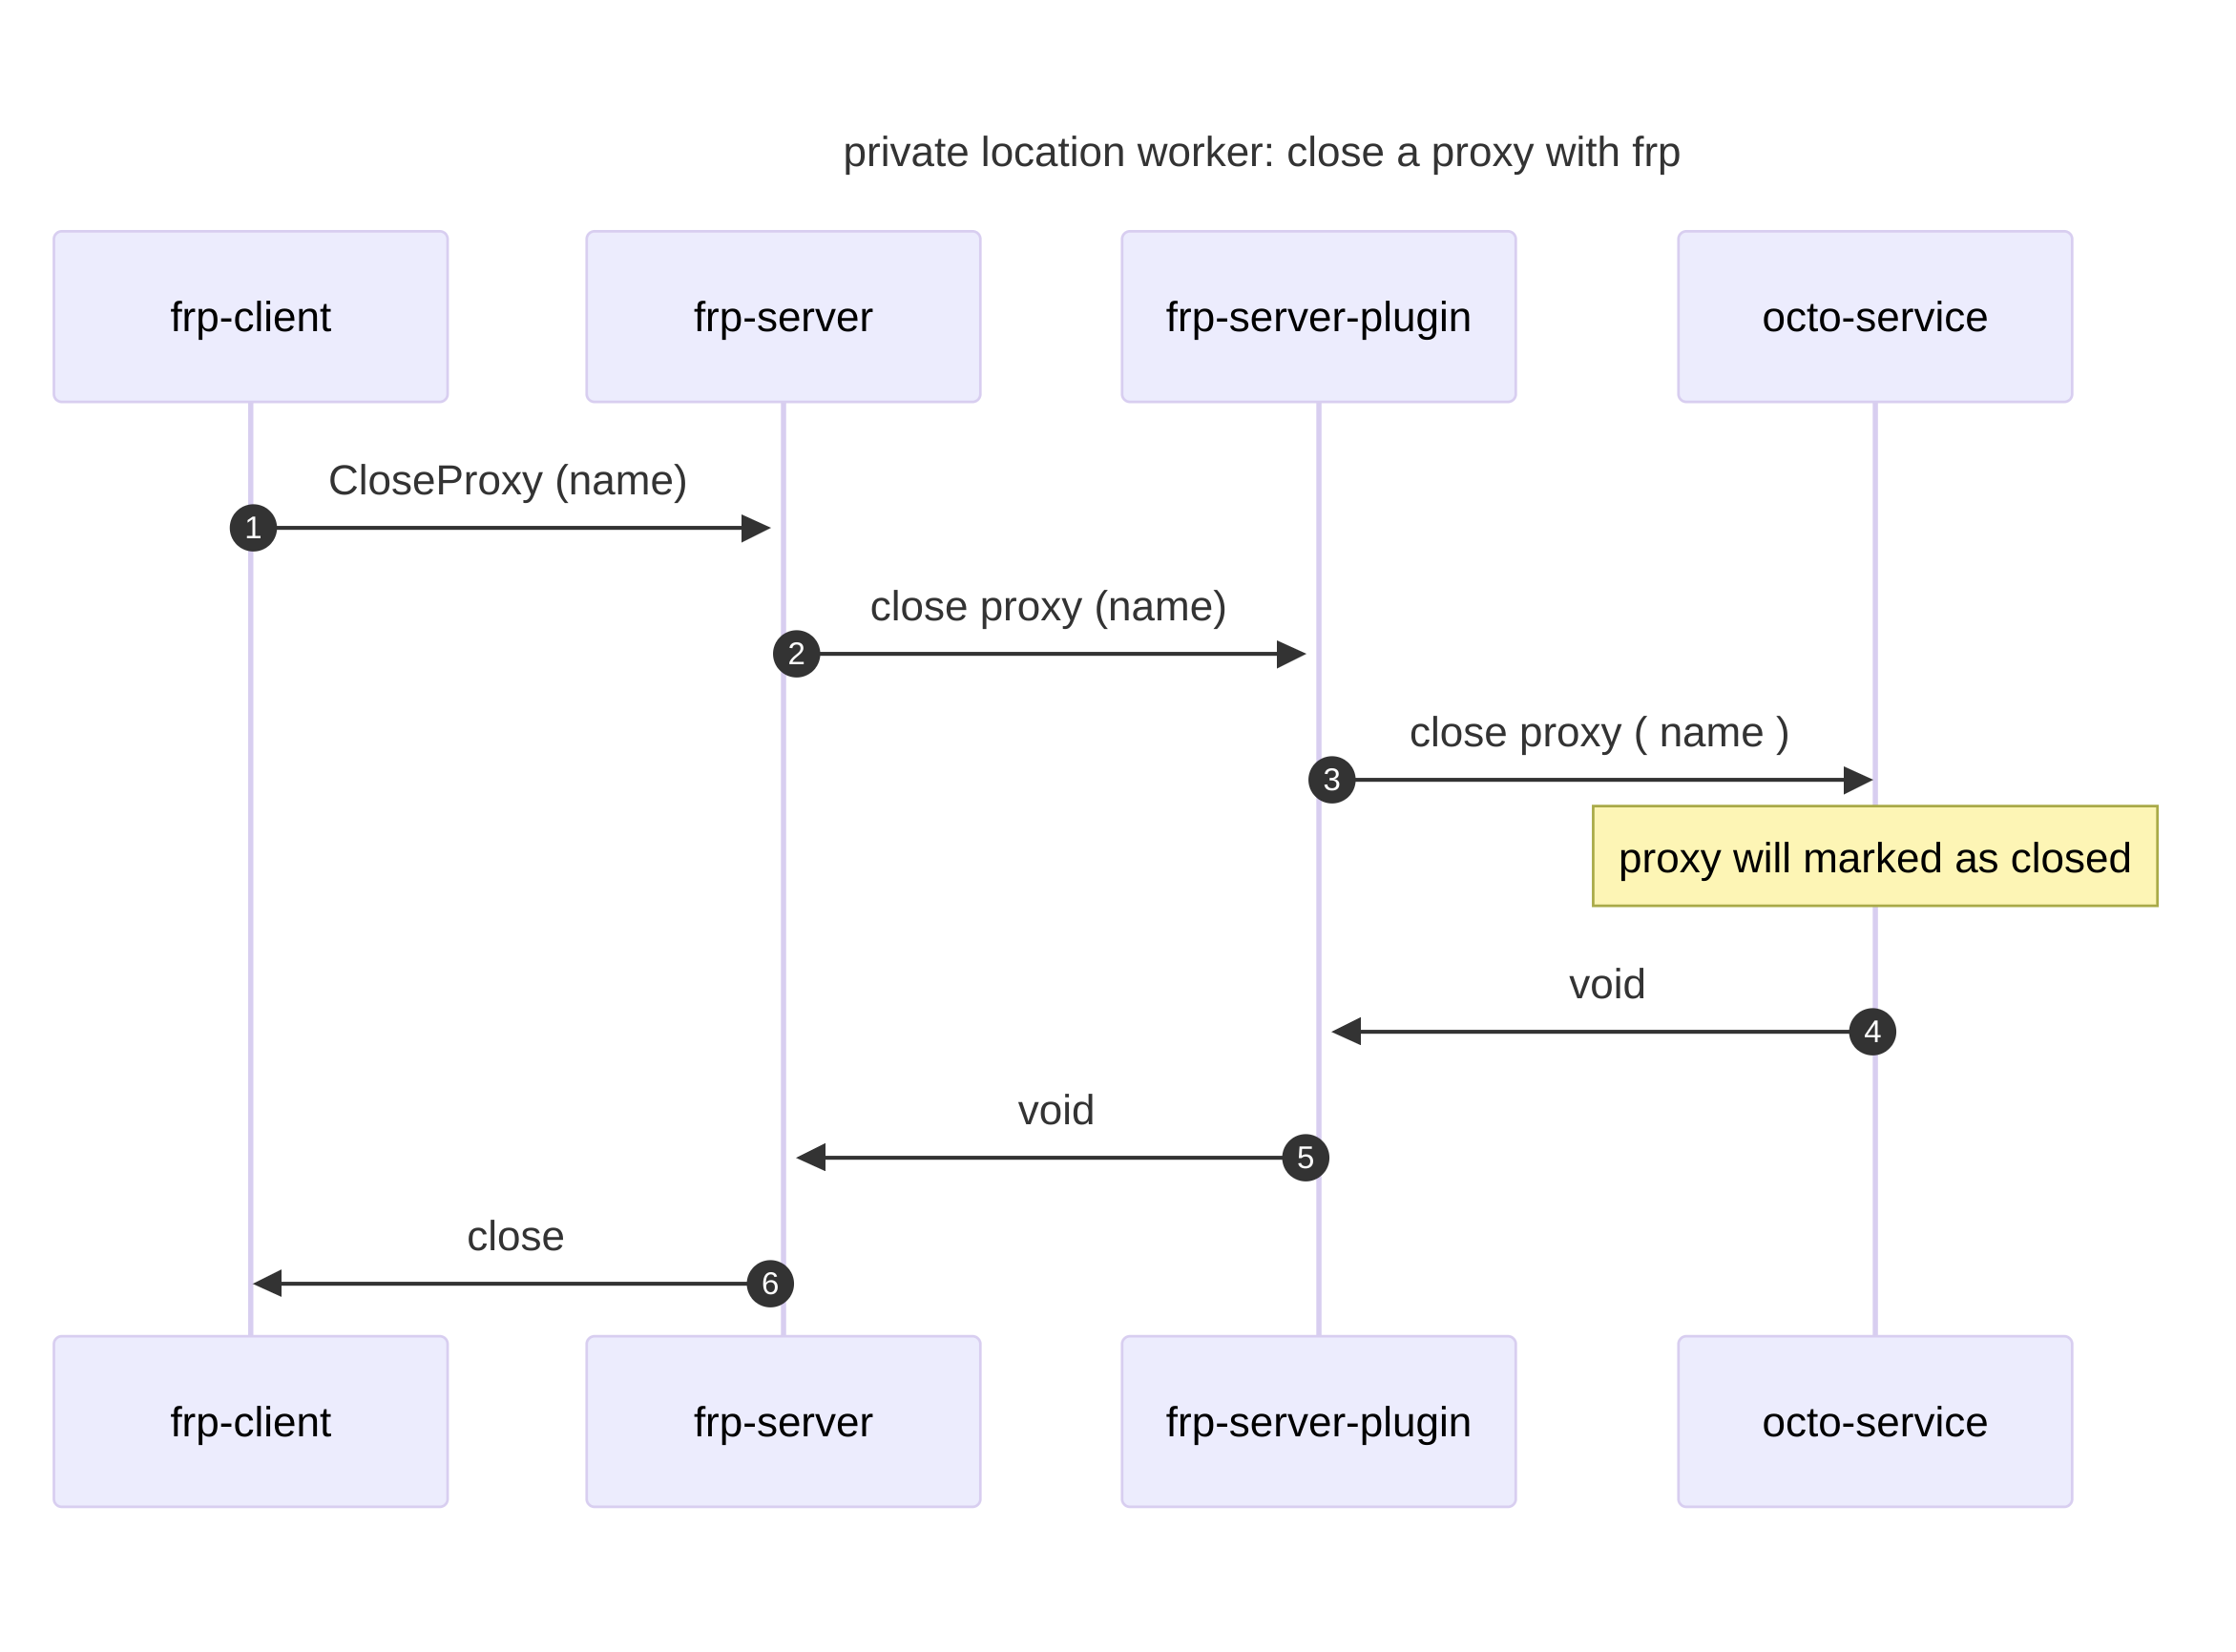 private location worker: close a proxy with frp
frp-client
frp-server
frp-server-plugin
octo-service
CloseProxy (name)
1
close proxy (name)
2
close proxy ( name )
3
proxy will marked as closed
void
4
void
5
close
6
frp-client
frp-server
frp-server-plugin
octo-service